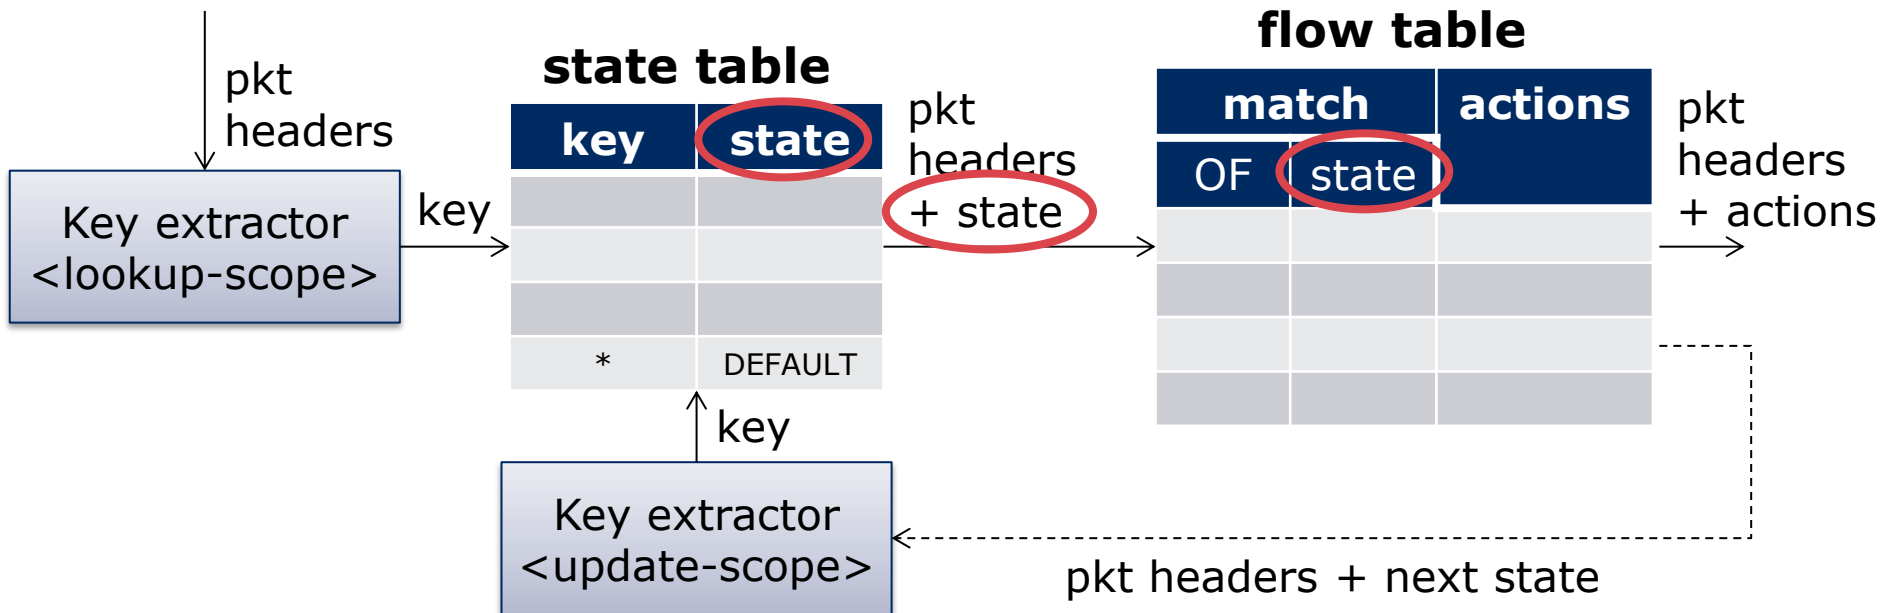 pkt
headers
Key extractor
<lookup-scope>
key
state table
key
state
*
DEFAULT
key
Key extractor
<update-scope>
pkt
headers
+ state
flow table
match
actions
OF
state
pkt
headers
+ actions
pkt headers + next state